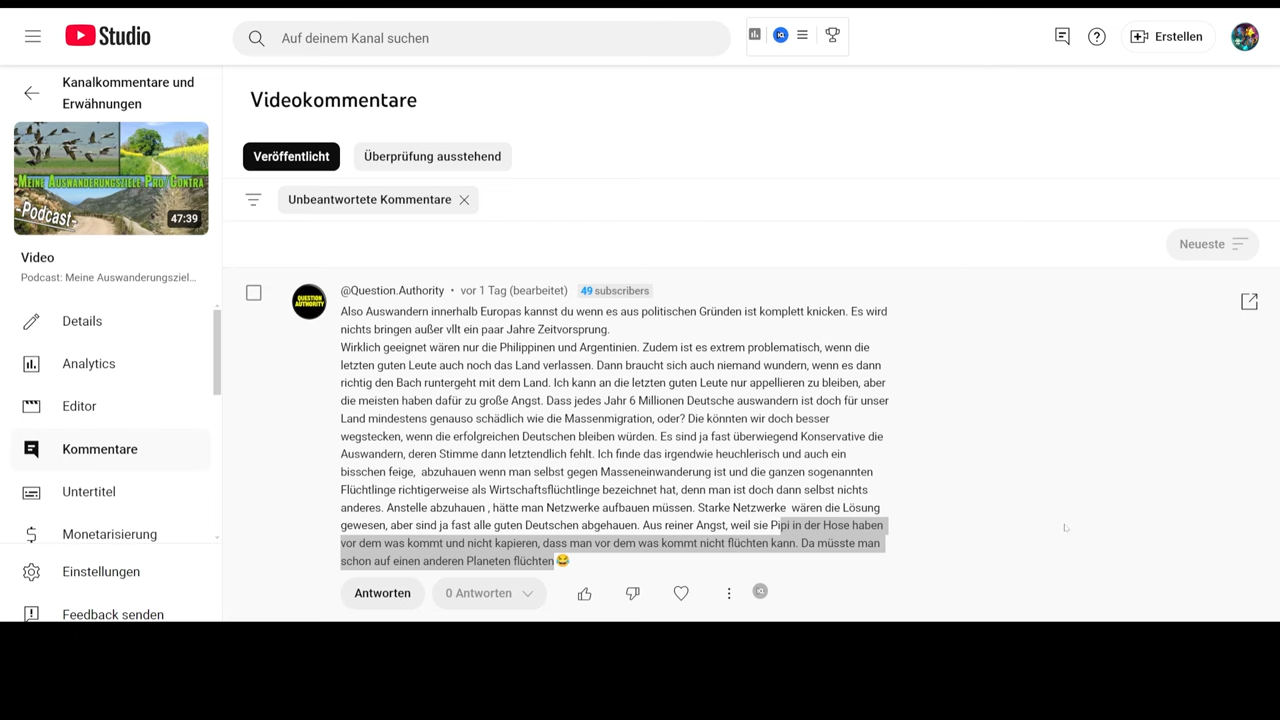 Studio
Auf deinem Kanal suchen
Erstellen
Kanalkommentare und
Erwähnungen
MEINE AUSWANDERUNGSZIELE PRO/CONTRA
-Podcast-
47:39
Video
Podcast: Meine Auswanderungsziel...
Details
Analytics
Editor
Kommentare
Untertitel
Monetarisierung
Einstellungen
Feedback senden
Videokommentare
Veröffentlicht
Überprüfung ausstehend
Unbeantwortete Kommentare
Neueste
QUESTION
AUTHORITY
@Question.Authority • vor 1 Tag (bearbeitet) 49 subscribers
Also Auswandern innerhalb Europas kannst du wenn es aus politischen Gründen ist komplett knicken. Es wird
nichts bringen außer vllt ein paar Jahre Zeitvorsprung.
Wirklich geeignet wären nur die Philippinen und Argentinien. Zudem ist es extrem problematisch, wenn die
letzten guten Leute auch noch das Land verlassen. Dann braucht sich auch niemand wundern, wenn es dann
richtig den Bach runtergeht mit dem Land. Ich kann an die letzten guten Leute nur appellieren zu bleiben, aber
die meisten haben dafür zu große Angst. Dass jedes Jahr 6 Millionen Deutsche auswandern ist doch für unser
Land mindestens genauso schädlich wie die Massenmigration, oder? Die könnten wir doch besser
wegstecken, wenn die erfolgreichen Deutschen bleiben würden. Es sind ja fast überwiegend Konservative die
Auswandern, deren Stimme dann letztendlich fehlt. Ich finde das irgendwie heuchlerisch und auch ein
bisschen feige, abzuhauen wenn man selbst gegen Masseneinwanderung ist und die ganzen sogenannten
Flüchtlinge richtigerweise als Wirtschaftsflüchtlinge bezeichnet hat, denn man ist doch dann selbst nichts
anderes. Anstelle abzuhauen , hätte man Netzwerke aufbauen müssen. Starke Netzwerke wären die Lösung
gewesen, aber sind ja fast alle guten Deutschen abgehauen. Aus reiner Angst, weil sie Pipi in der Hose haben
vor dem was kommt und nicht kapieren, dass man vor dem was kommt nicht flüchten kann. Da müsste man
schon auf einen anderen Planeten flüchten😂
Antworten
0 Antworten